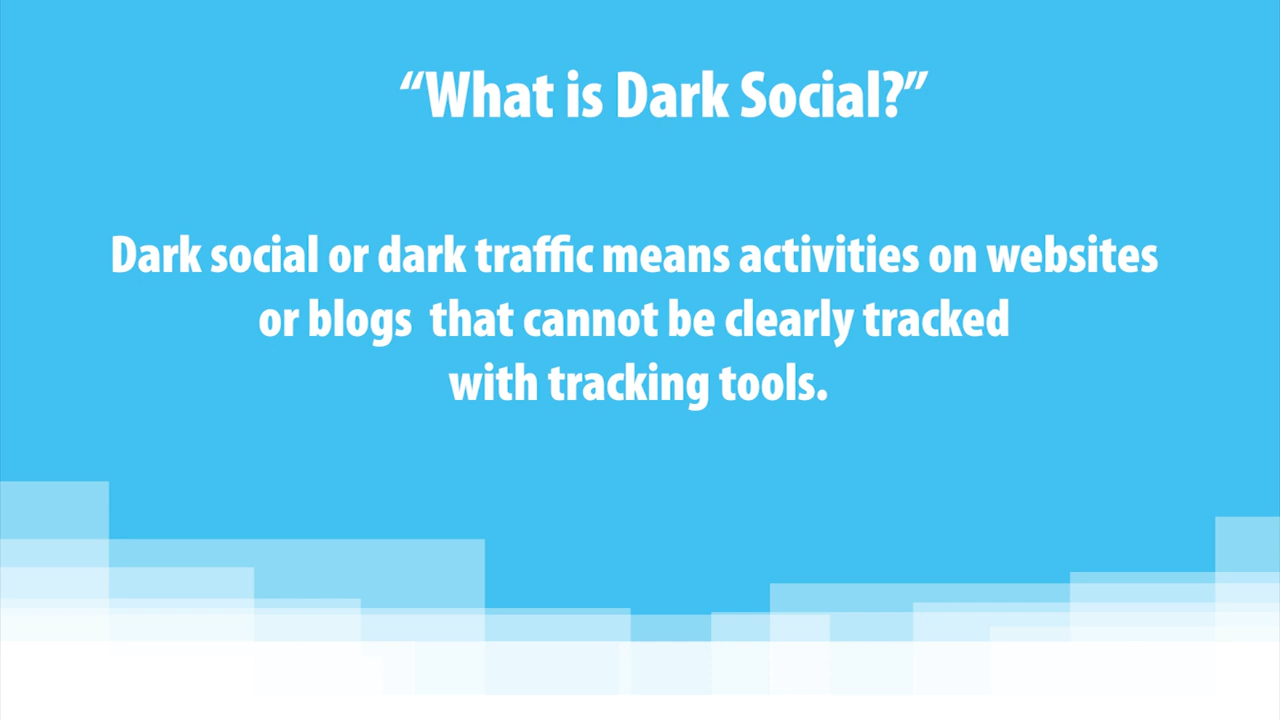 “What is Dark Social?”
Dark social or dark traffic means activities on websites
or blogs  that cannot be clearly tracked
with tracking tools.